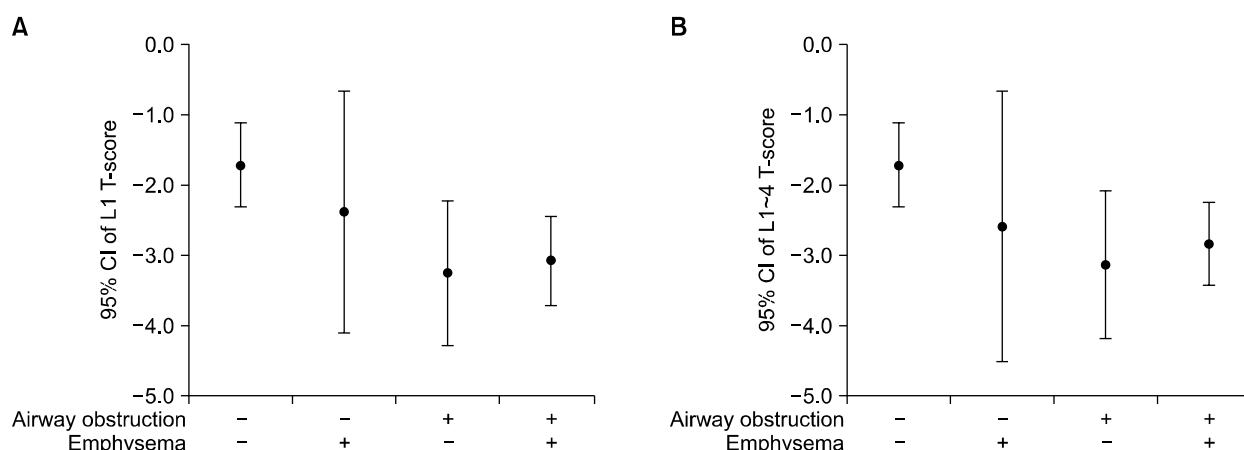 A
95% CI of L1 T-score
0.0
−1.0
−2.0
−3.0
−4.0
−5.0
Airway obstruction − − + +
Emphysema − + − +
B
95% CI of L1~4 T-score
0.0
−1.0
−2.0
−3.0
−4.0
−5.0
Airway obstruction − − + +
Emphysema − + − +